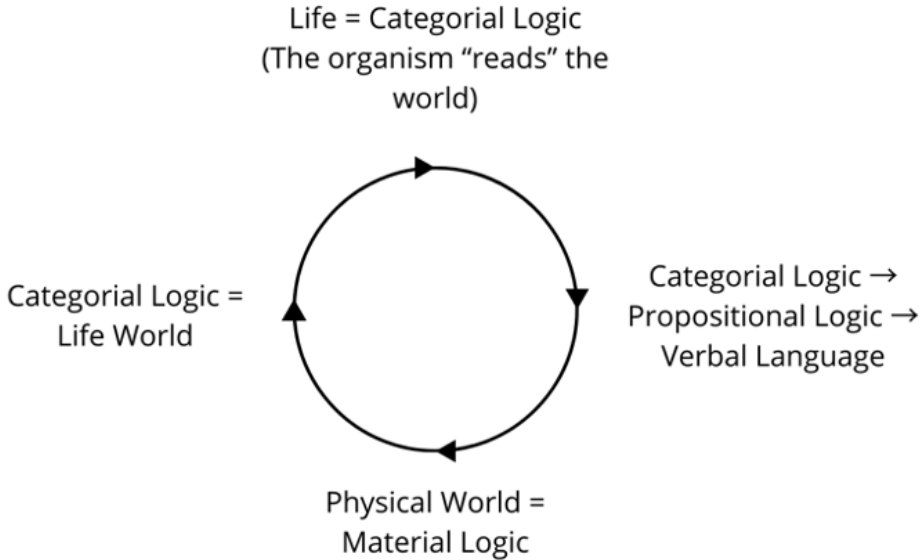 Life = Categorial Logic
(The organism “reads” the
world)
Categorial Logic →
Propositional Logic →
Verbal Language
Categorial Logic =
Life World
Physical World =
Material Logic